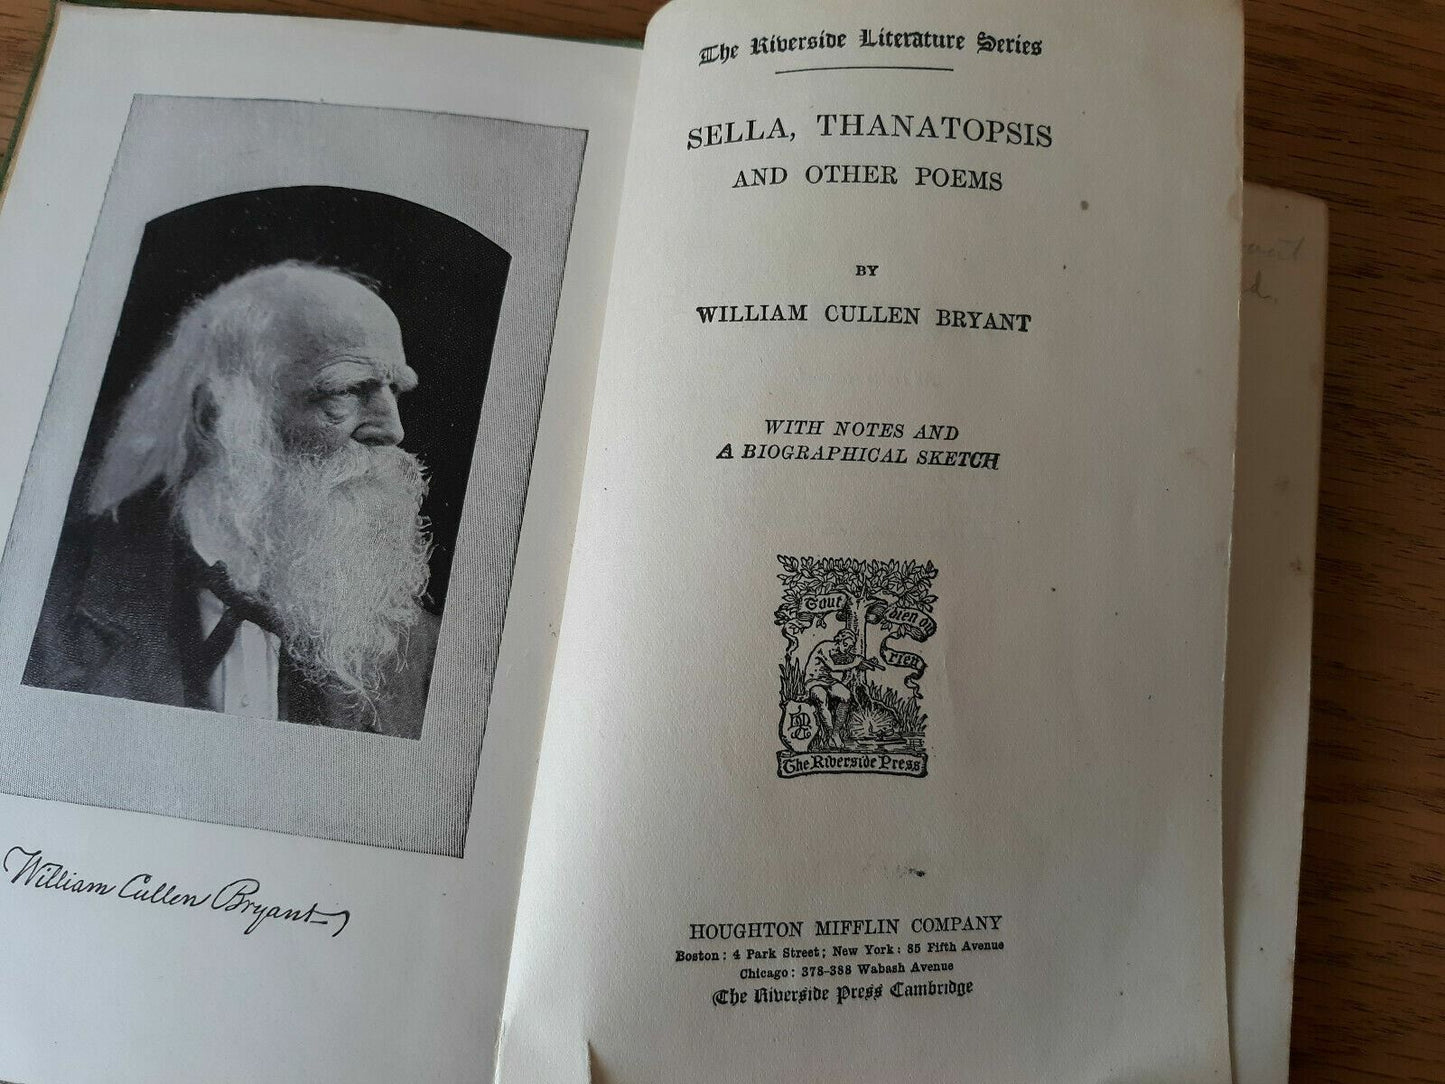 William Cullen Bryant
The Riverside Literature Series
SELLA, THANATOPSIS
AND OTHER POEMS
BY
WILLIAM CULLEN BRYANT
WITH NOTES AND
A BIOGRAPHICAL SKETCH
Tout bien ou
rien
The Riverside Press
HOUGHTON MIFFLIN COMPANY
Boston: 4 Park Street; New York: 85 Fifth Avenue
Chicago: 378-388 Wabash Avenue
The Riverside Press Cambridge